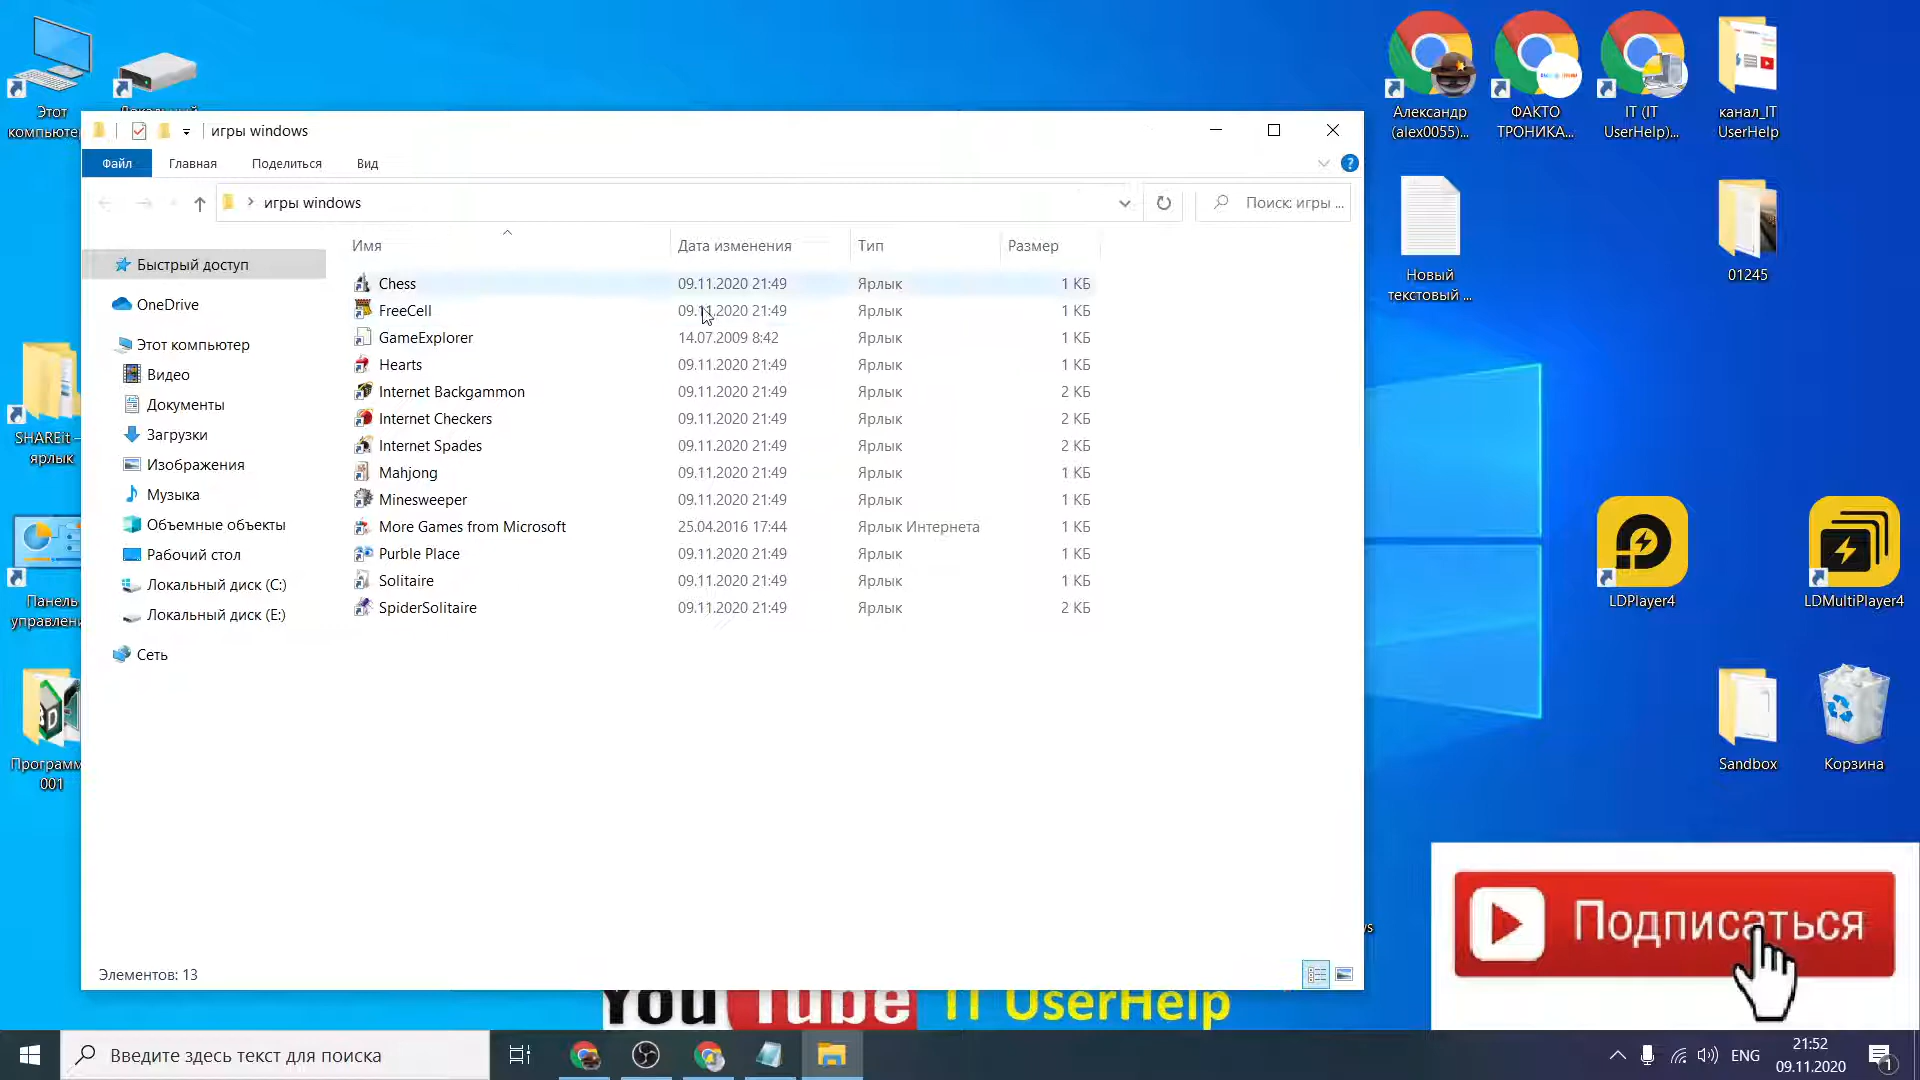 Этот
компьюте
Локальный
Александр
(alex0055)...
ФАКТО
ТРОНИКА...
IT (IT
UserHelp)...
канал_IT
UserHelp
игры windows
Файл
Главная
Поделиться
Вид
игры windows
Поиск: игры ...
Имя
Дата изменения
Тип
Размер
Быстрый доступ
OneDrive
Этот компьютер
Видео
Документы
Загрузки
Изображения
Музыка
Объемные объекты
Рабочий стол
Локальный диск (C:)
Локальный диск (E:)
Сеть
Chess 09.11.2020 21:49 Ярлык 1 КБ
FreeCell 09.11.2020 21:49 Ярлык 1 КБ
GameExplorer 14.07.2009 8:42 Ярлык 1 КБ
Hearts 09.11.2020 21:49 Ярлык 1 КБ
Internet Backgammon 09.11.2020 21:49 Ярлык 2 КБ
Internet Checkers 09.11.2020 21:49 Ярлык 2 КБ
Internet Spades 09.11.2020 21:49 Ярлык 2 КБ
Mahjong 09.11.2020 21:49 Ярлык 1 КБ
Minesweeper 09.11.2020 21:49 Ярлык 1 КБ
More Games from Microsoft 25.04.2016 17:44 Ярлык Интернета 1 КБ
Purble Place 09.11.2020 21:49 Ярлык 1 КБ
Solitaire 09.11.2020 21:49 Ярлык 1 КБ
SpiderSolitaire 09.11.2020 21:49 Ярлык 2 КБ
Элементов: 13
Новый
текстовый ...
01245
SHAREit –
ярлык
Панель
управлени
Програм
001
LDPlayer4
LDMultiPlayer4
Sandbox
Корзина
Подписаться
YouTube IT UserHelp
Введите здесь текст для поиска
ENG
21:52
09.11.2020
1